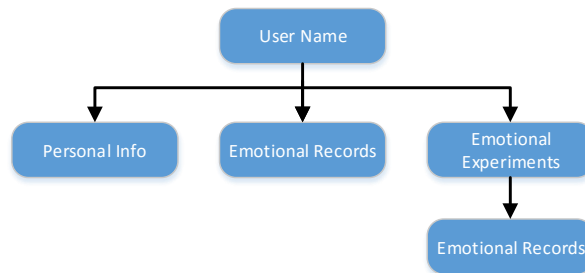 User Name
Personal Info
Emotional Records
Emotional
Experiments
Emotional Records